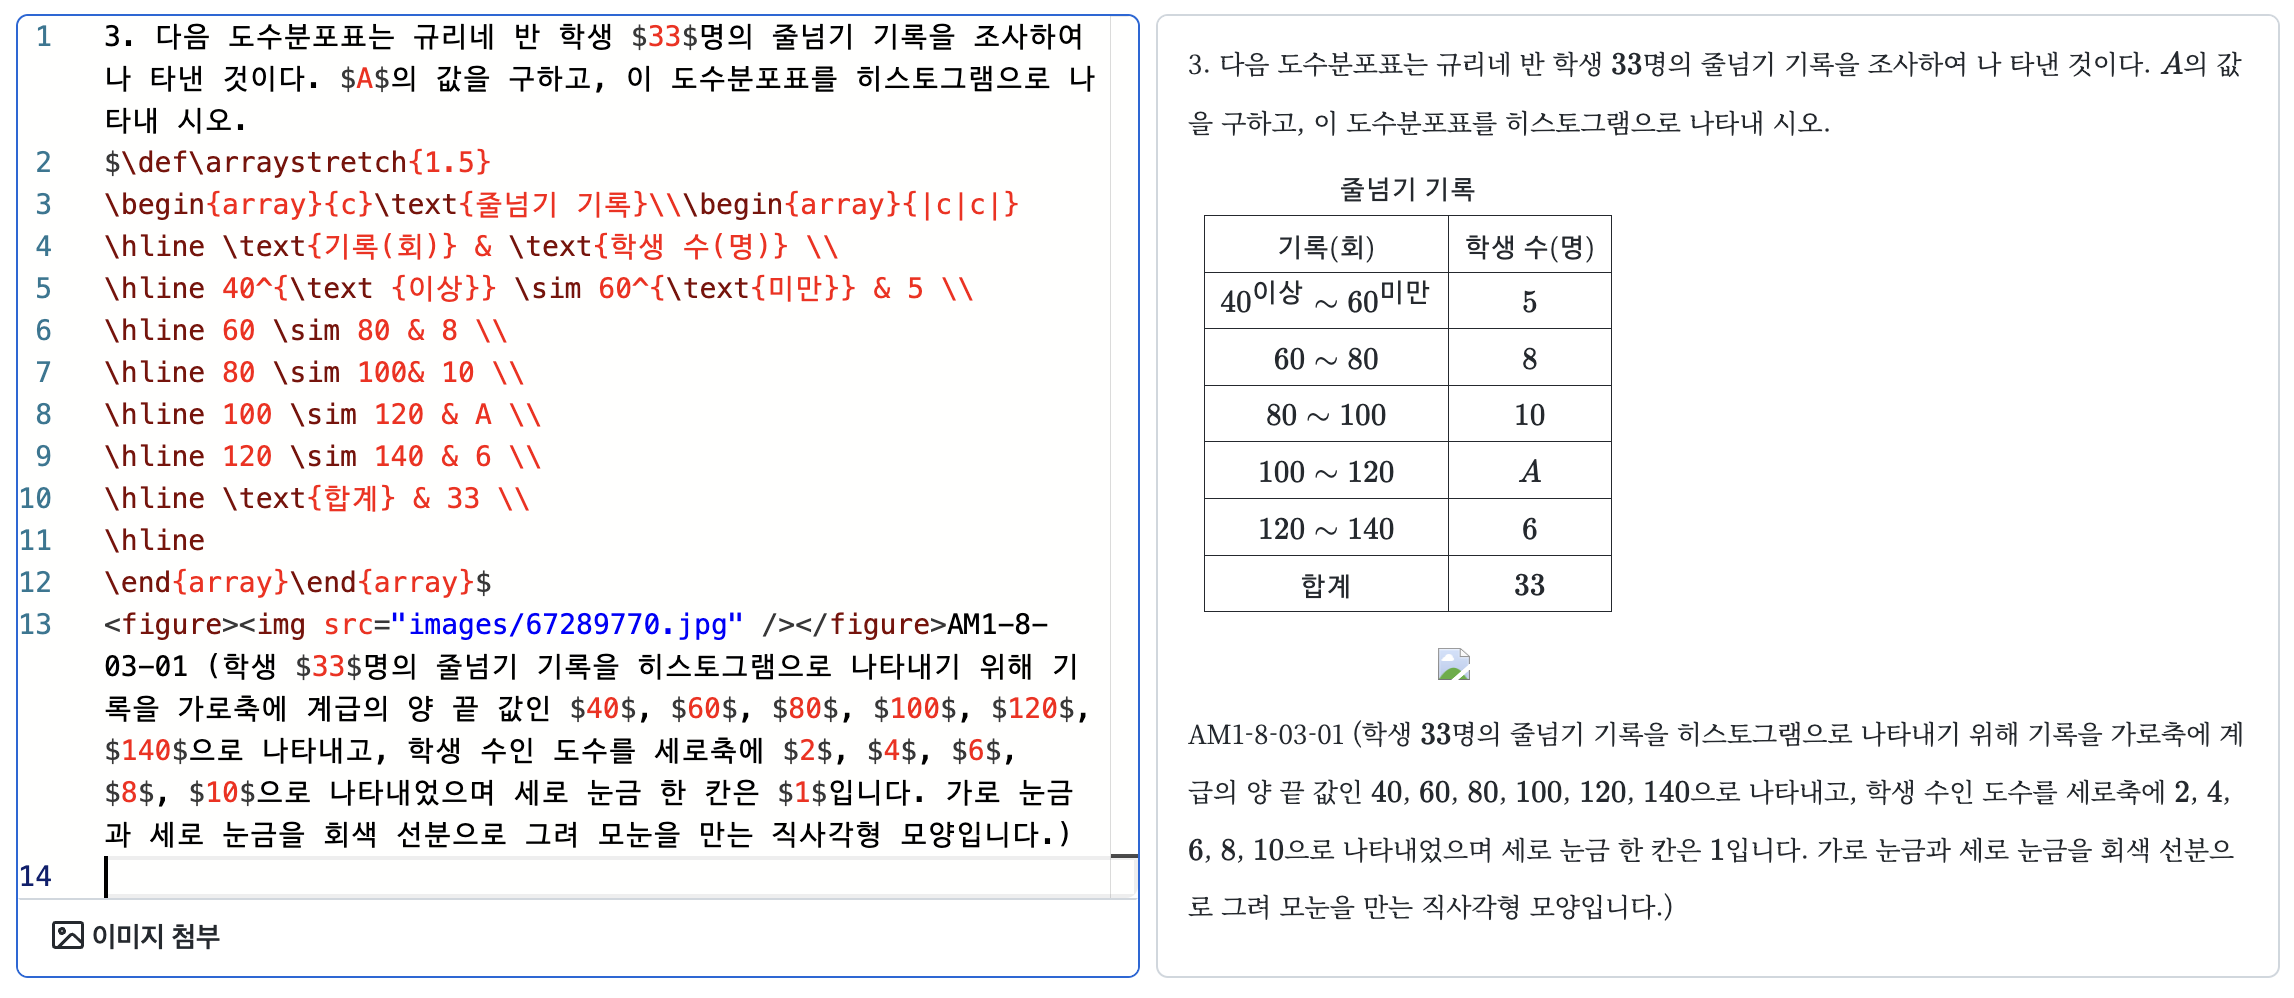 1 3. 다음 도수분포표는 규리네 반 학생 $33$명의 줄넘기 기록을 조사하여
나 타낸 것이다. $A$의 값을 구하고, 이 도수분포표를 히스토그램으로 나
타내 시오.
2 $\def\arraystretch{1.5}
3 \begin{array}{c}\text{줄넘기 기록}\\\begin{array}{|c|c|}
4 \hline \text{기록(회)} & \text{학생 수(명)} \\
5 \hline 40^{\text {이상}} \sim 60^{\text{미만}} & 5 \\
6 \hline 60 \sim 80 & 8 \\
7 \hline 80 \sim 100& 10 \\
8 \hline 100 \sim 120 & A \\
9 \hline 120 \sim 140 & 6 \\
10 \hline \text{합계} & 33 \\
11 \hline
12 \end{array}\end{array}$
13 <figure><img src="images/67289770.jpg" /></figure>AM1-8-
03-01 (학생 $33$명의 줄넘기 기록을 히스토그램으로 나타내기 위해 기
록을 가로축에 계급의 양 끝 값인 $40$, $60$, $80$, $100$, $120$,
$140$으로 나타내고, 학생 수인 도수를 세로축에 $2$, $4$, $6$,
$8$, $10$으로 나타내었으며 세로 눈금 한 칸은 $1$입니다. 가로 눈금
과 세로 눈금을 회색 선분으로 그려 모눈을 만는 직사각형 모양입니다.)
14
이미지 첨부
3. 다음 도수분포표는 규리네 반 학생 33명의 줄넘기 기록을 조사하여 나 타낸 것이다. A의 값
을 구하고, 이 도수분포표를 히스토그램으로 나타내 시오.
줄넘기 기록
기록(회) 학생 수(명)
40이상 ∼ 60미만 5
60 ∼ 80 8
80 ∼ 100 10
100 ∼ 120 A
120 ∼ 140 6
합계 33
AM1-8-03-01 (학생 33명의 줄넘기 기록을 히스토그램으로 나타내기 위해 기록을 가로축에 계
급의 양 끝 값인 40, 60, 80, 100, 120, 140으로 나타내고, 학생 수인 도수를 세로축에 2, 4,
6, 8, 10으로 나타내었으며 세로 눈금 한 칸은 1입니다. 가로 눈금과 세로 눈금을 회색 선분으
로 그려 모눈을 만는 직사각형 모양입니다.)